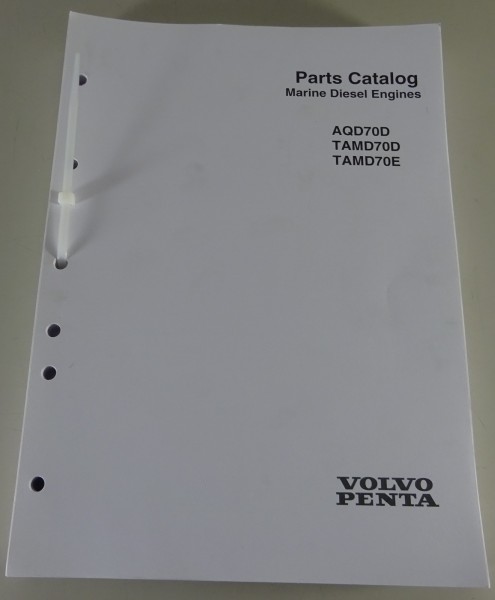 Parts Catalog
Marine Diesel Engines
AQD70D
TAMD70D
TAMD70E
VOLVO
PENTA